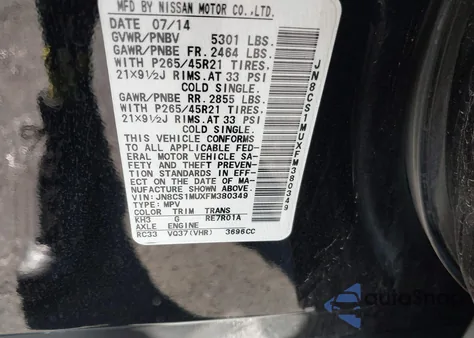 MFD BY NISSAN MOTOR CO.,LTD.
DATE 07/14
GVWR/PNBV 5301 LBS.
GAWR/PNBE FR. 2464 LBS.
WITH P265/45R21 TIRES,
21×9½J RIMS.AT 33 PSI
COLD SINGLE.
GAWR/PNBE RR. 2855 LBS.
WITH P265/45R21 TIRES,
21×9½J RIMS.AT 33 PSI
COLD SINGLE.
THIS VEHICLE CONFORMS
TO ALL APPLICABLE FED-
ERAL MOTOR VEHICLE SA-
FETY AND THEFT PREVEN-
TION STANDARDS IN EFF-
ECT ON THE DATE OF MA-
NUFACTURE SHOWN ABOVE.
VIN:JN8CS1MUXFM380349
TYPE: MPV
COLOR TRIM TRANS
KH3 G RE7R01A
AXLE ENGINE
RC33 VQ37(VHR) 3696CC
JN8CS1MUXFM380349